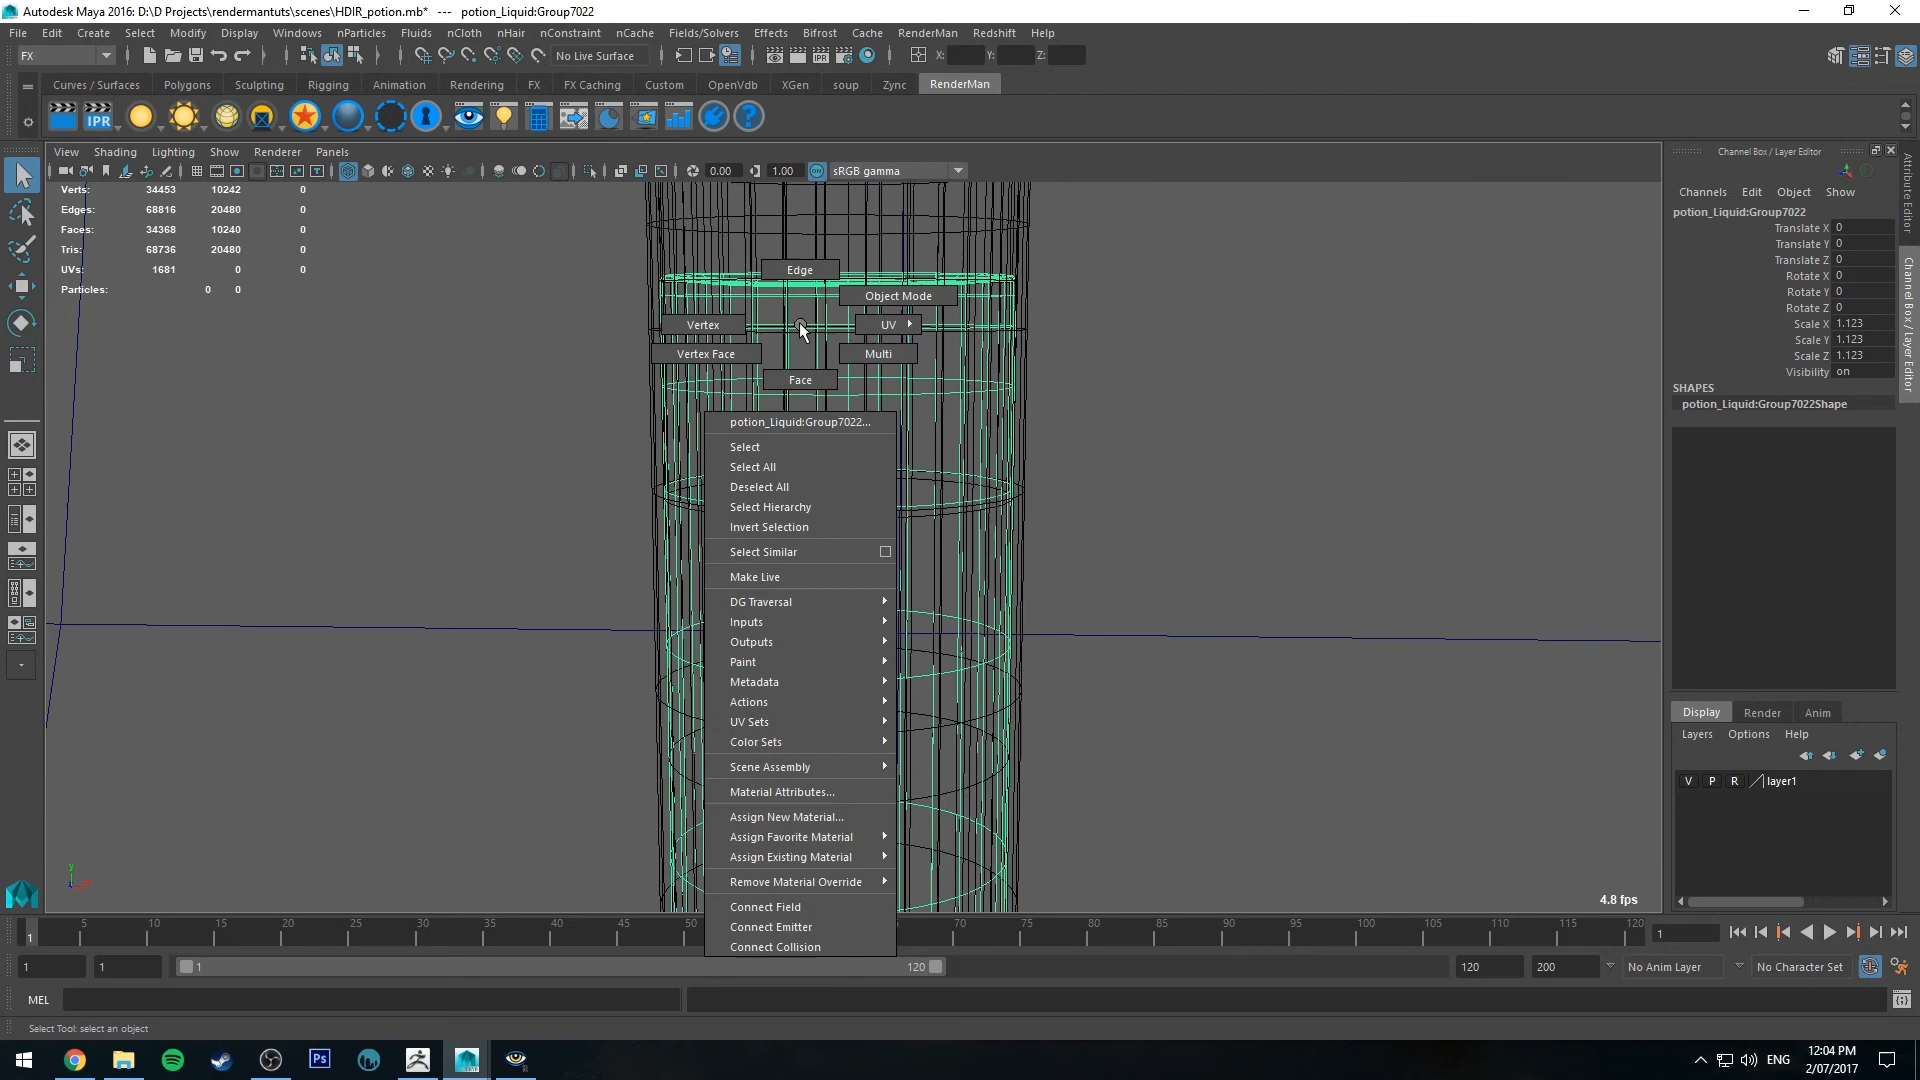 Autodesk Maya 2016: D:\D Projects\rendermantuts\scenes\HDIR_potion.mb* --- potion_Liquid:Group7022
File Edit Create Select Modify Display Windows nParticles Fluids nCloth nHair nConstraint nCache Fields/Solvers Effects Bifrost Cache RenderMan Redshift Help
FX No Live Surface X: Y: Z:
Curves / Surfaces Polygons Sculpting Rigging Animation Rendering FX FX Caching Custom OpenVdb XGen soup Zync RenderMan
IPR
View Shading Lighting Show Renderer Panels
0.00 1.00 sRGB gamma
Verts: 34453 10242 0
Edges: 68816 20480 0
Faces: 34368 10240 0
Tris: 68736 20480 0
UVs: 1681 0 0
Particles: 0 0
Edge
Object Mode
Vertex UV
Vertex Face Multi
Face
potion_Liquid:Group7022...
Select
Select All
Deselect All
Select Hierarchy
Invert Selection
Select Similar
Make Live
DG Traversal
Inputs
Outputs
Paint
Metadata
Actions
UV Sets
Color Sets
Scene Assembly
Material Attributes...
Assign New Material...
Assign Favorite Material
Assign Existing Material
Remove Material Override
Connect Field
Connect Emitter
Connect Collision
4.8 fps
Channel Box / Layer Editor
Channels Edit Object Show
potion_Liquid:Group7022
Translate X 0
Translate Y 0
Translate Z 0
Rotate X 0
Rotate Y 0
Rotate Z 0
Scale X 1.123
Scale Y 1.123
Scale Z 1.123
Visibility on
SHAPES
potion_Liquid:Group7022Shape
Display Render Anim
Layers Options Help
V P R layer1
Attribute Editor
Channel Box / Layer Editor
1 5 10 15 20 25 30 35 40 45 50 70 75 80 85 90 95 100 105 110 115 120 1
1 1 1 120 120 200 No Anim Layer No Character Set
MEL
Select Tool: select an object
Ps
ENG
12:04 PM
2/07/2017